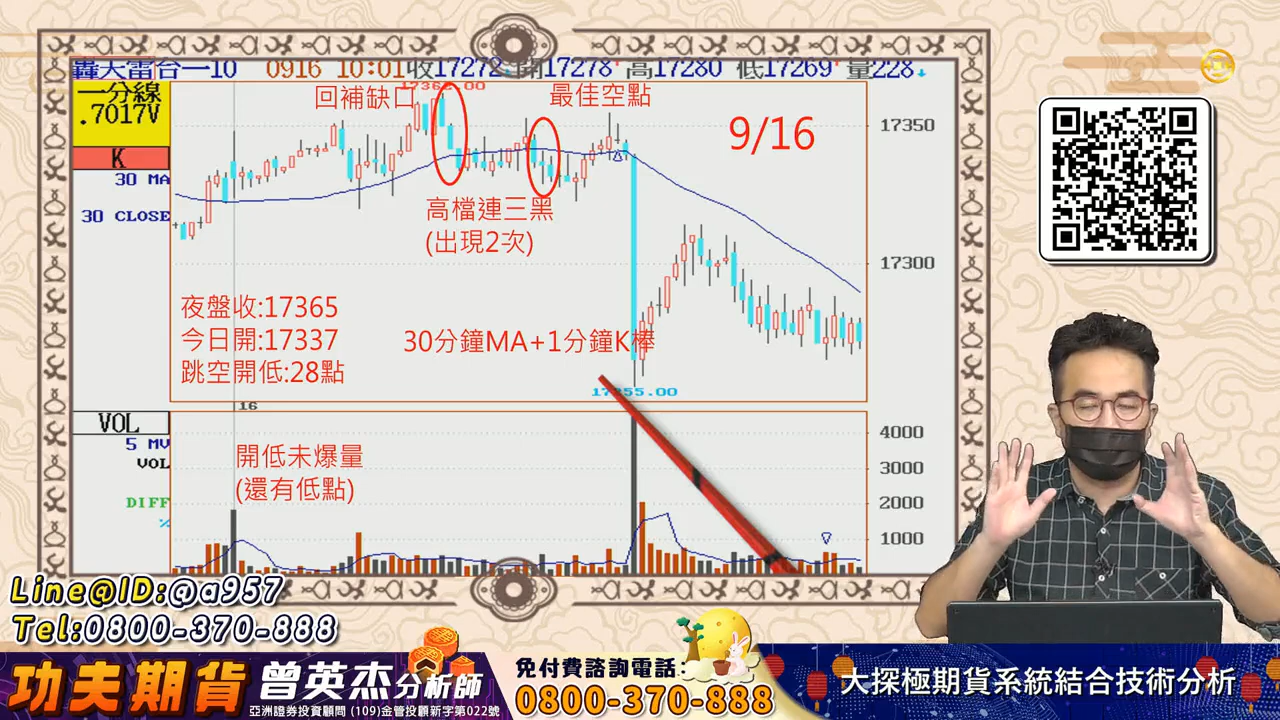 轟天雷台一10 0916 10:01收17272 開17278 高17280 低17269 量228
一分線
.7017V
K
30 MA
30 CLOSE
回補缺口
最佳空點
9/16
17350
高檔連三黑
(出現2次)
17300
夜盤收:17365
今日開:17337
跳空開低:28點
30分鐘MA+1分鐘K棒
16
VOL
5 MV
VOL
DIFF
%
開低未爆量
(還有低點)
4000
3000
2000
1000
Line@ID:@a957
Tel:0800-370-888
功夫期貨 曾英杰分析師
亞洲證券投資顧問 (109)金管投顧新字第022號
免付費諮詢電話:
0800-370-888
大探極期貨系統結合技術分析